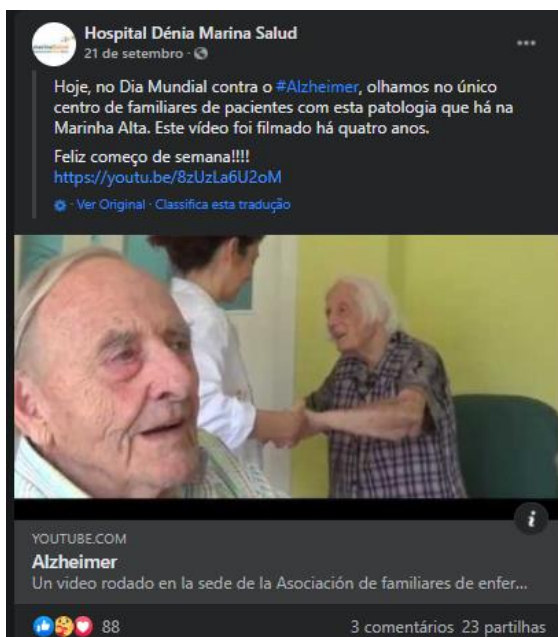 Hospital Dénia Marina Salud
21 de setembro ·
Hoje, no Dia Mundial contra o #Alzheimer, olhamos no único
centro de familiares de pacientes com esta patologia que há na
Marinha Alta. Este vídeo foi filmado há quatro anos.
Feliz começo de semana!!!!
https://youtu.be/8zUzLa6U2oM
· Ver Original · Classifica esta tradução
YOUTUBE.COM
Alzheimer
Un video rodado en la sede de la Asociación de familiares de enfer...
88
3 comentários 23 partilhas